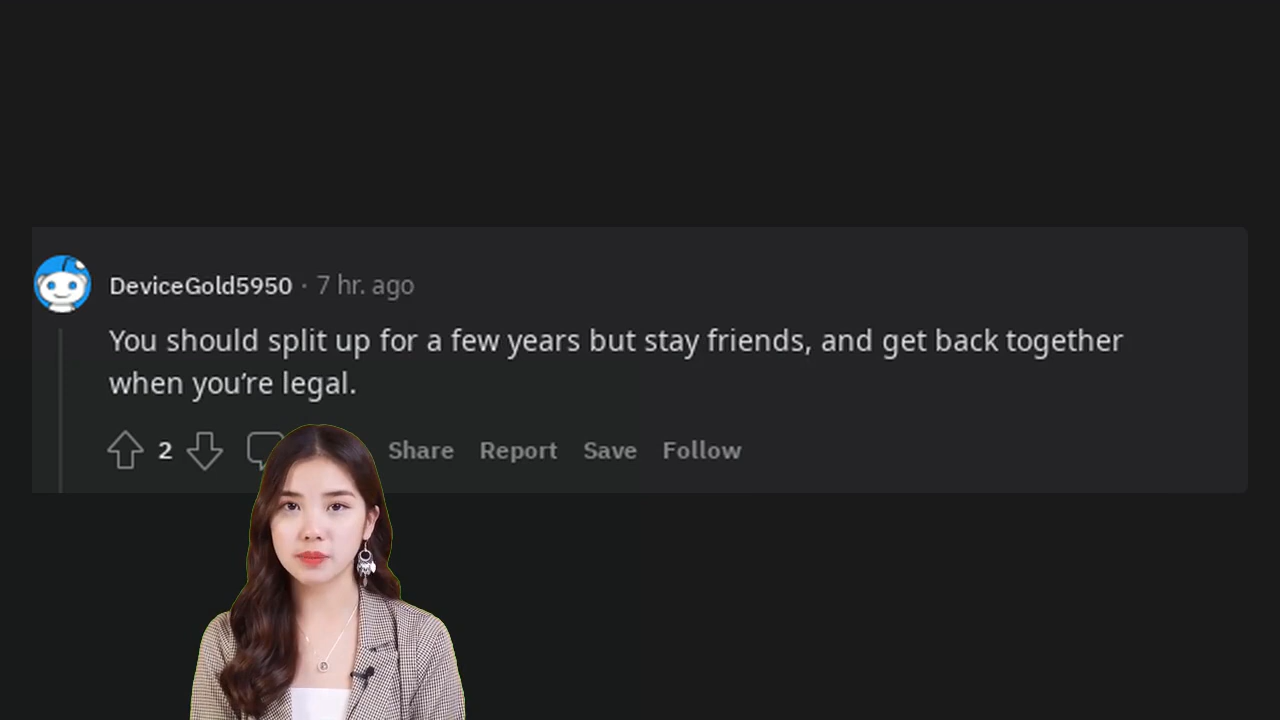 DeviceGold5950 · 7 hr. ago
You should split up for a few years but stay friends, and get back together
when you’re legal.
2 Share Report Save Follow